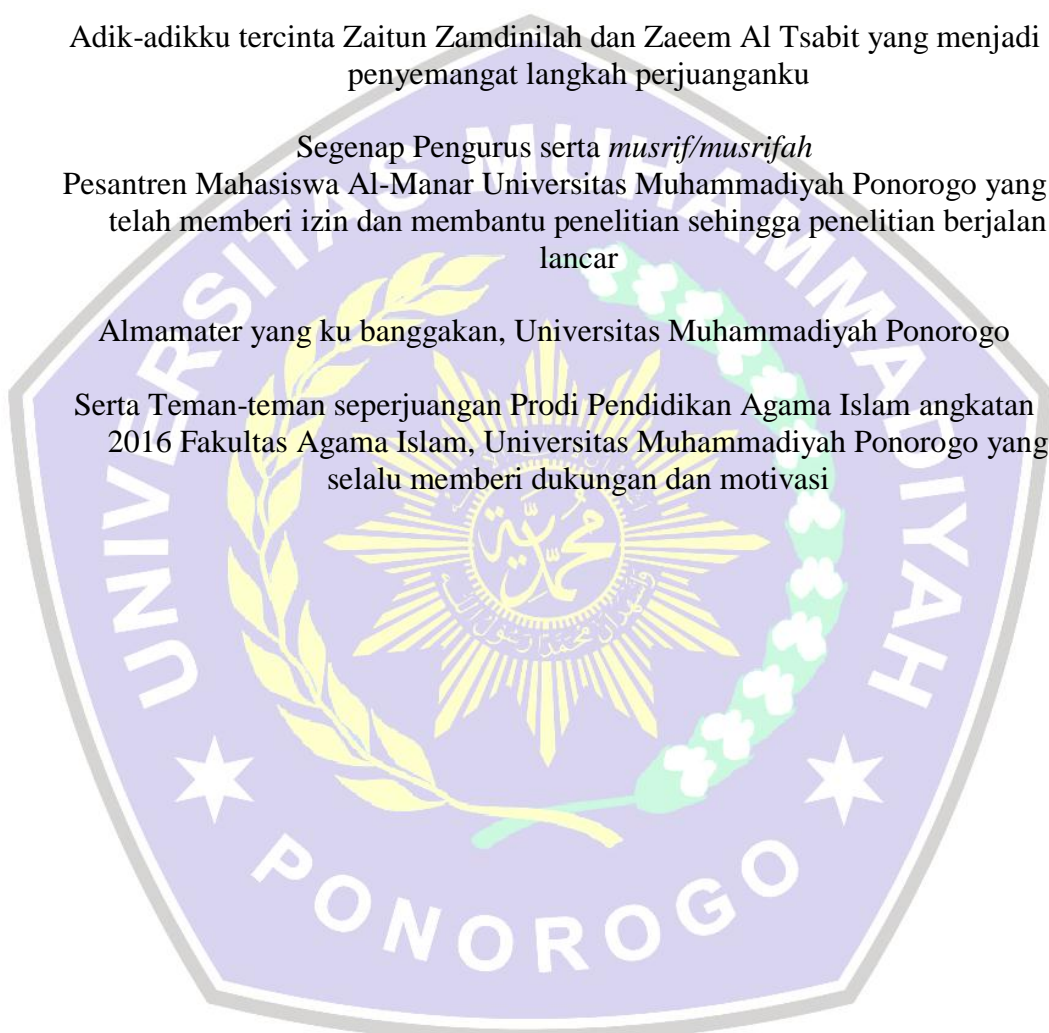 Adik-adikku tercinta Zaitun Zamdinilah dan Zaeem Al Tsabit yang menjadi
penyemangat langkah perjuanganku
Segenap Pengurus serta musrif/musrifah
Pesantren Mahasiswa Al-Manar Universitas Muhammadiyah Ponorogo yang
telah memberi izin dan membantu penelitian sehingga penelitian berjalan
lancar
Almamater yang ku banggakan, Universitas Muhammadiyah Ponorogo
Serta Teman-teman seperjuangan Prodi Pendidikan Agama Islam angkatan
2016 Fakultas Agama Islam, Universitas Muhammadiyah Ponorogo yang
selalu memberi dukungan dan motivasi
UNIVERSITAS MUHAMMADIYAH
PONOROGO
محمدية